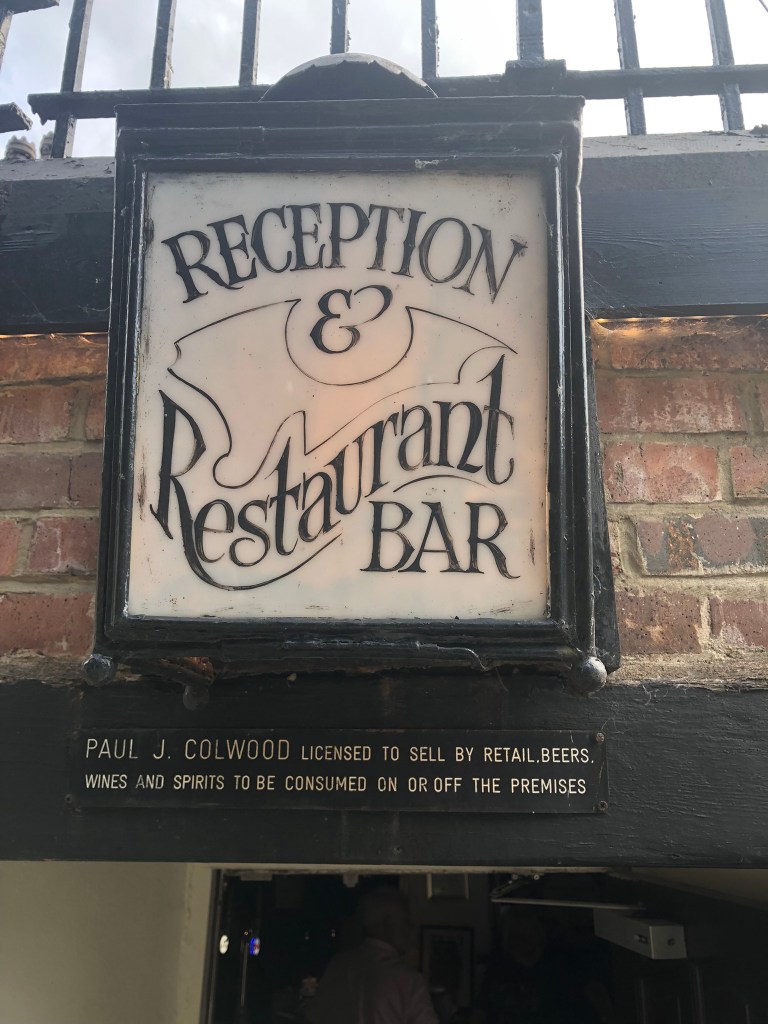 RECEPTION
&
Restaurant
BAR
PAUL J. COLWOOD LICENSED TO SELL BY RETAIL, BEERS,
WINES AND SPIRITS TO BE CONSUMED ON OR OFF THE PREMISES